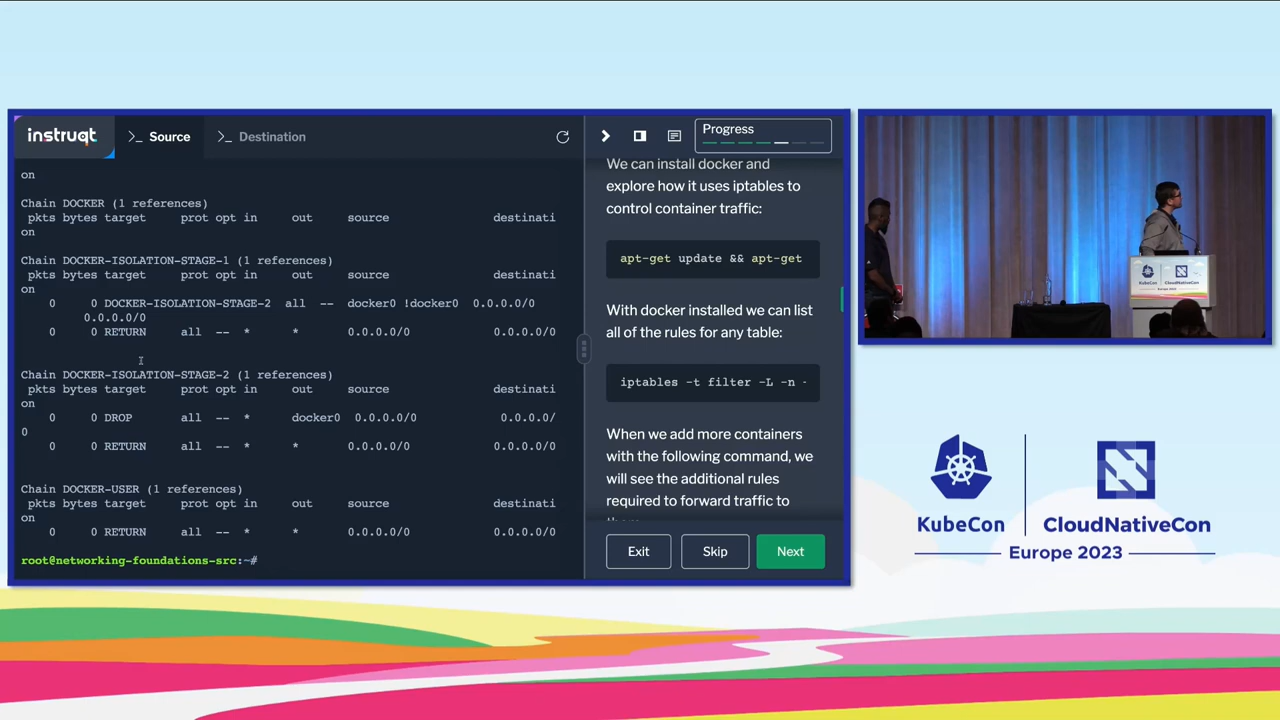 instruqt
>_ Source
>_ Destination
Progress
on
Chain DOCKER (1 references)
pkts bytes target prot opt in out source destinati
on
Chain DOCKER-ISOLATION-STAGE-1 (1 references)
pkts bytes target prot opt in out source destinati
on
0 0 DOCKER-ISOLATION-STAGE-2 all -- docker0 !docker0 0.0.0.0/0
0.0.0.0/0
0 0 RETURN all -- * * 0.0.0.0/0 0.0.0.0/0
Chain DOCKER-ISOLATION-STAGE-2 (1 references)
pkts bytes target prot opt in out source destinati
on
0 0 DROP all -- * docker0 0.0.0.0/0 0.0.0.0/
0
0 0 RETURN all -- * * 0.0.0.0/0 0.0.0.0/0
Chain DOCKER-USER (1 references)
pkts bytes target prot opt in out source destinati
on
0 0 RETURN all -- * * 0.0.0.0/0 0.0.0.0/0
root@networking-foundations-src:~#
We can install docker and
explore how it uses iptables to
control container traffic:
apt-get update && apt-get
With docker installed we can list
all of the rules for any table:
iptables -t filter -L -n -
When we add more containers
with the following command, we
will see the additional rules
required to forward traffic to
Exit
Skip
Next
KubeCon
CloudNativeCon
Europe 2023